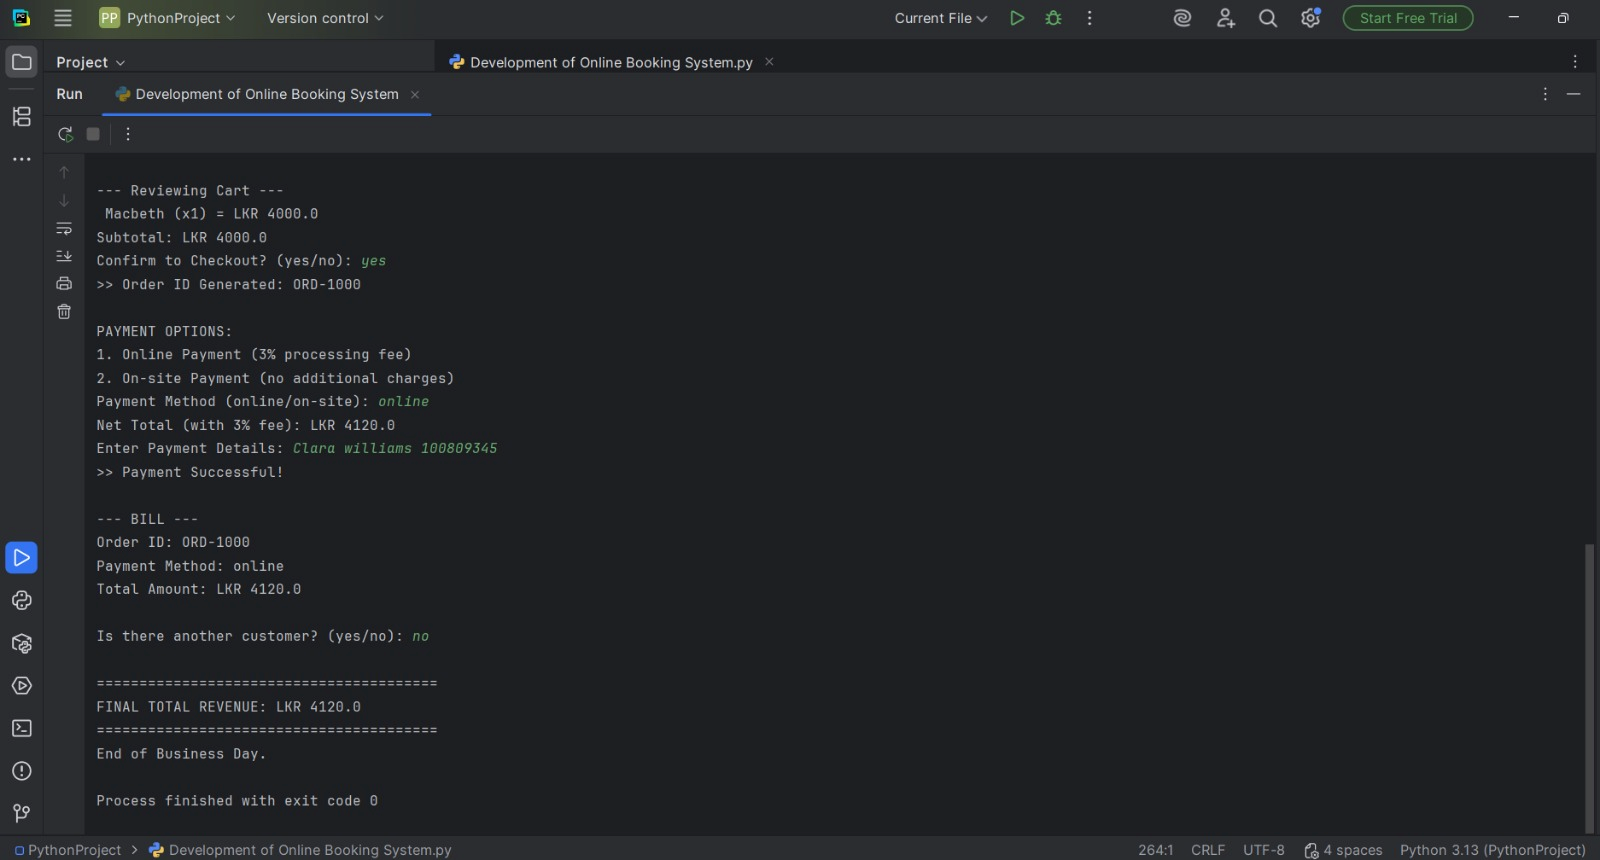 PC
PP PythonProject Version control Current File Start Free Trial
Project Development of Online Booking System.py
Run Development of Online Booking System
--- Reviewing Cart ---
Macbeth (x1) = LKR 4000.0
Subtotal: LKR 4000.0
Confirm to Checkout? (yes/no): yes
>> Order ID Generated: ORD-1000
PAYMENT OPTIONS:
1. Online Payment (3% processing fee)
2. On-site Payment (no additional charges)
Payment Method (online/on-site): online
Net Total (with 3% fee): LKR 4120.0
Enter Payment Details: Clara williams 100809345
>> Payment Successful!
--- BILL ---
Order ID: ORD-1000
Payment Method: online
Total Amount: LKR 4120.0
Is there another customer? (yes/no): no
========================================
FINAL TOTAL REVENUE: LKR 4120.0
========================================
End of Business Day.
Process finished with exit code 0
PythonProject > Development of Online Booking System.py 264:1 CRLF UTF-8 4 spaces Python 3.13 (PythonProject)